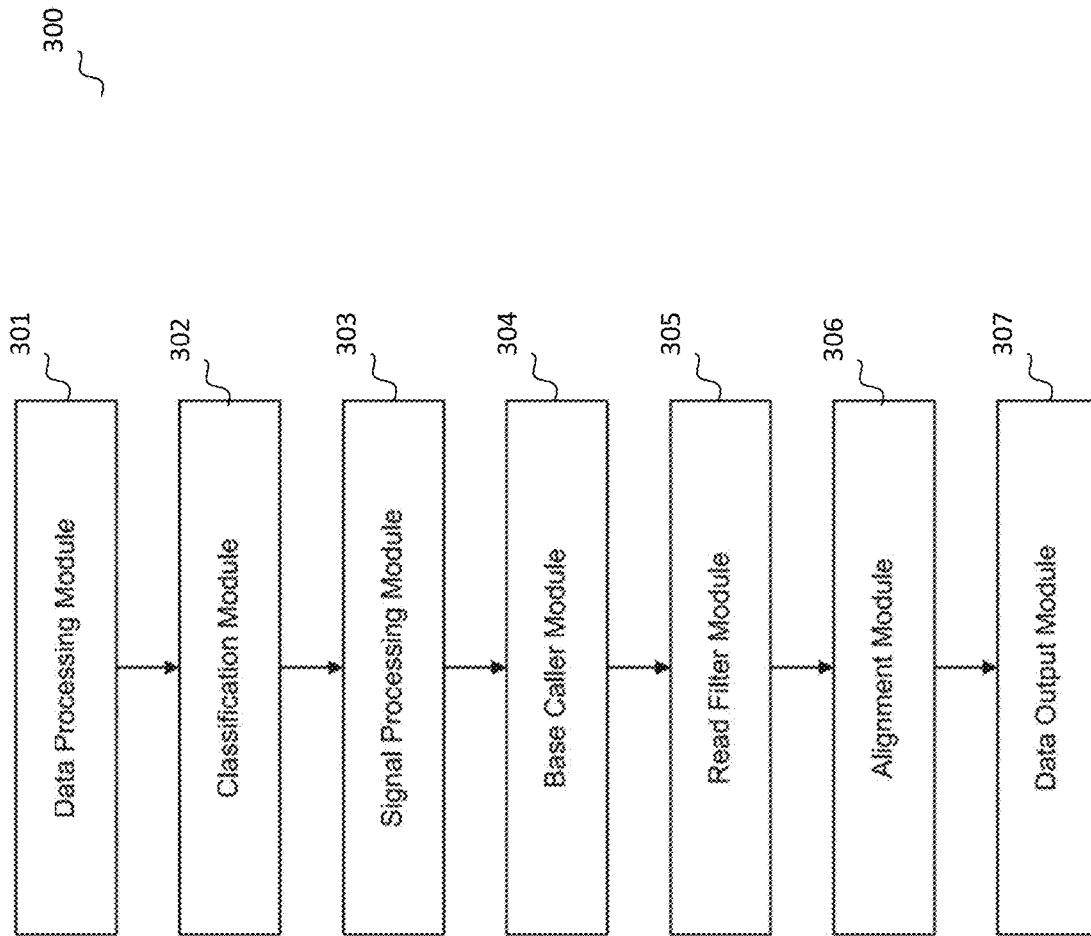 300
301
Data Processing Module
302
Classification Module
303
Signal Processing Module
304
Base Caller Module
305
Read Filter Module
306
Alignment Module
307
Data Output Module